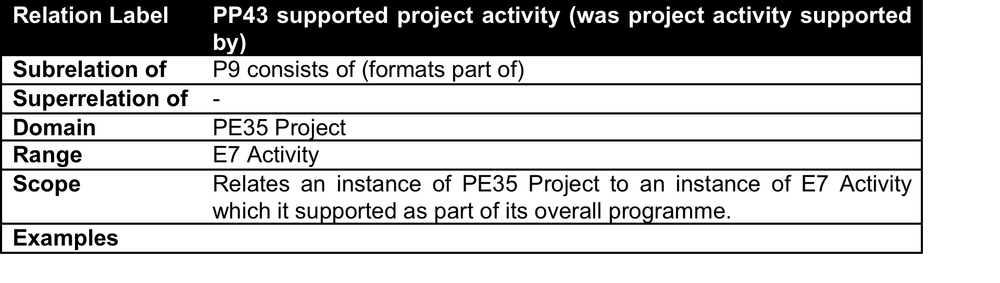 Relation Label PP43 supported project activity (was project activity supported
by)
Subrelation of P9 consists of (formats part of)
Superrelation of -
Domain PE35 Project
Range E7 Activity
Scope Relates an instance of PE35 Project to an instance of E7 Activity
which it supported as part of its overall programme.
Examples